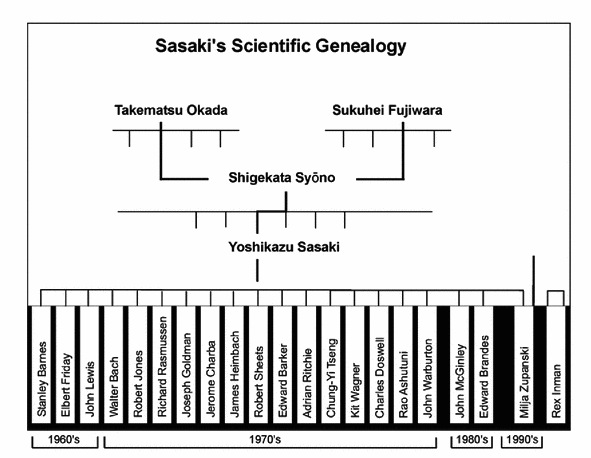 Sasaki's Scientific Genealogy
Takematsu Okada
Sukuhei Fujiwara
Shigekata Syōno
Yoshikazu Sasaki
Stanley Barnes
Elbert Friday
John Lewis
Walter Bach
Robert Jones
Richard Rasmussen
Joseph Goldman
Jerome Charba
James Heimbach
Robert Sheets
Edward Barker
Adrian Ritchie
Chung-Yi Tseng
Kit Wagner
Charles Doswell
Rao Ashutuni
John Warburton
John McGinley
Edward Brandes
Milja Zupanski
Rex Inman
1960's
1970's
1980's
1990's